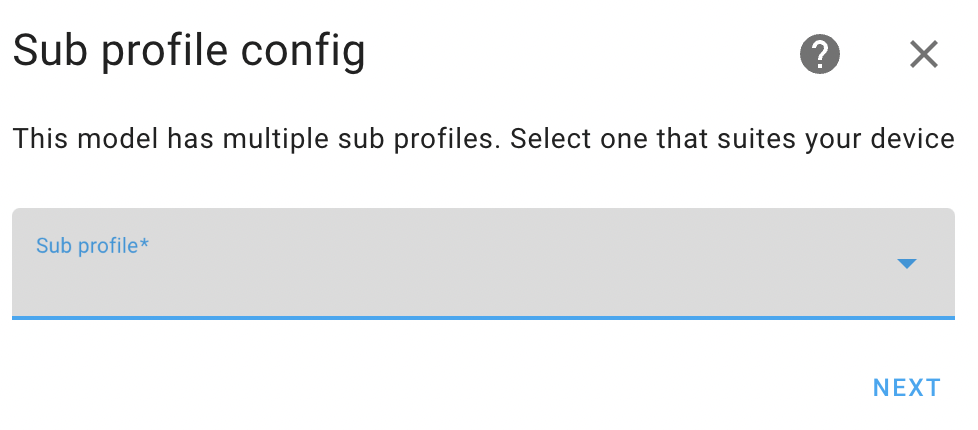 Sub profile config
This model has multiple sub profiles. Select one that suites your device
Sub profile*
NEXT